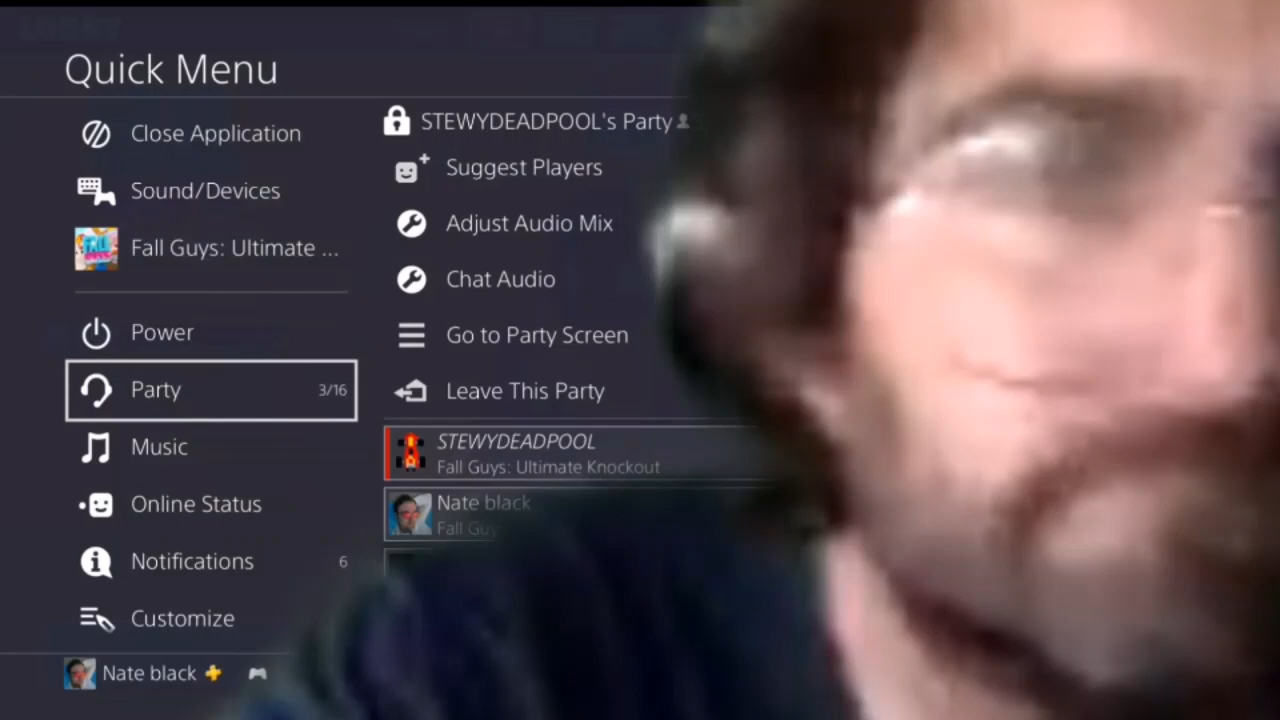 Quick Menu
Close Application
Sound/Devices
Fall Guys: Ultimate ...
Power
Party 3/16
Music
Online Status
Notifications 6
Customize
Nate black
STEWYDEADPOOL's Party
Suggest Players
Adjust Audio Mix
Chat Audio
Go to Party Screen
Leave This Party
STEWYDEADPOOL
Fall Guys: Ultimate Knockout
Nate black
Fall Guy